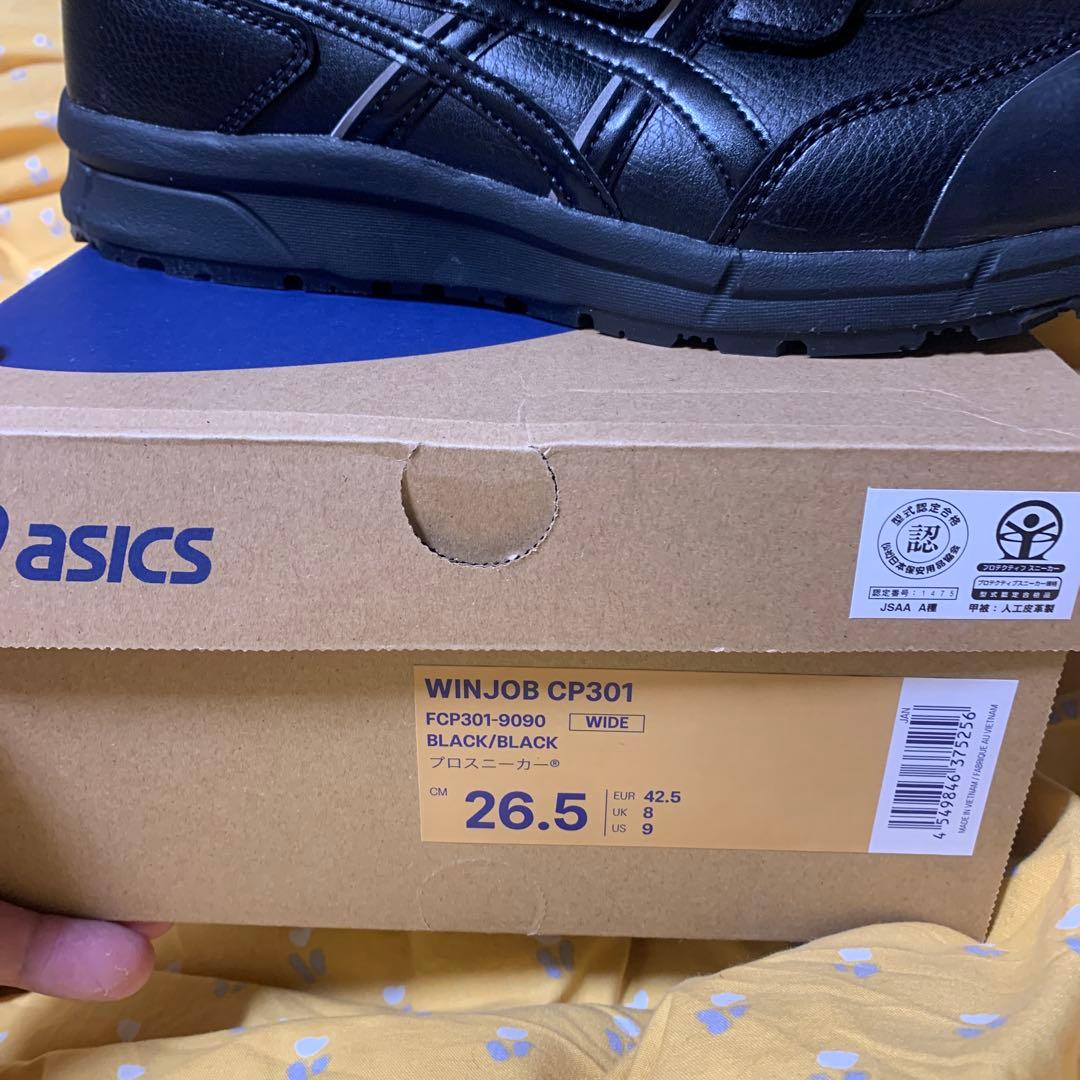 asics
型式認定合格
認
(公社)日本保安用品協会
認定番号:1475
JSAA A種
プロテクティブ スニーカー
プロテクティブスニーカー規格
型式認定合格品
甲被:人工皮革製
WINJOB CP301
FCP301-9090 WIDE
BLACK/BLACK
プロスニーカー®
CM 26.5
EUR 42.5
UK 8
US 9
JAN
4 549846 375256
MADE IN VIETNAM / FABRIQUE AU VIETNAM